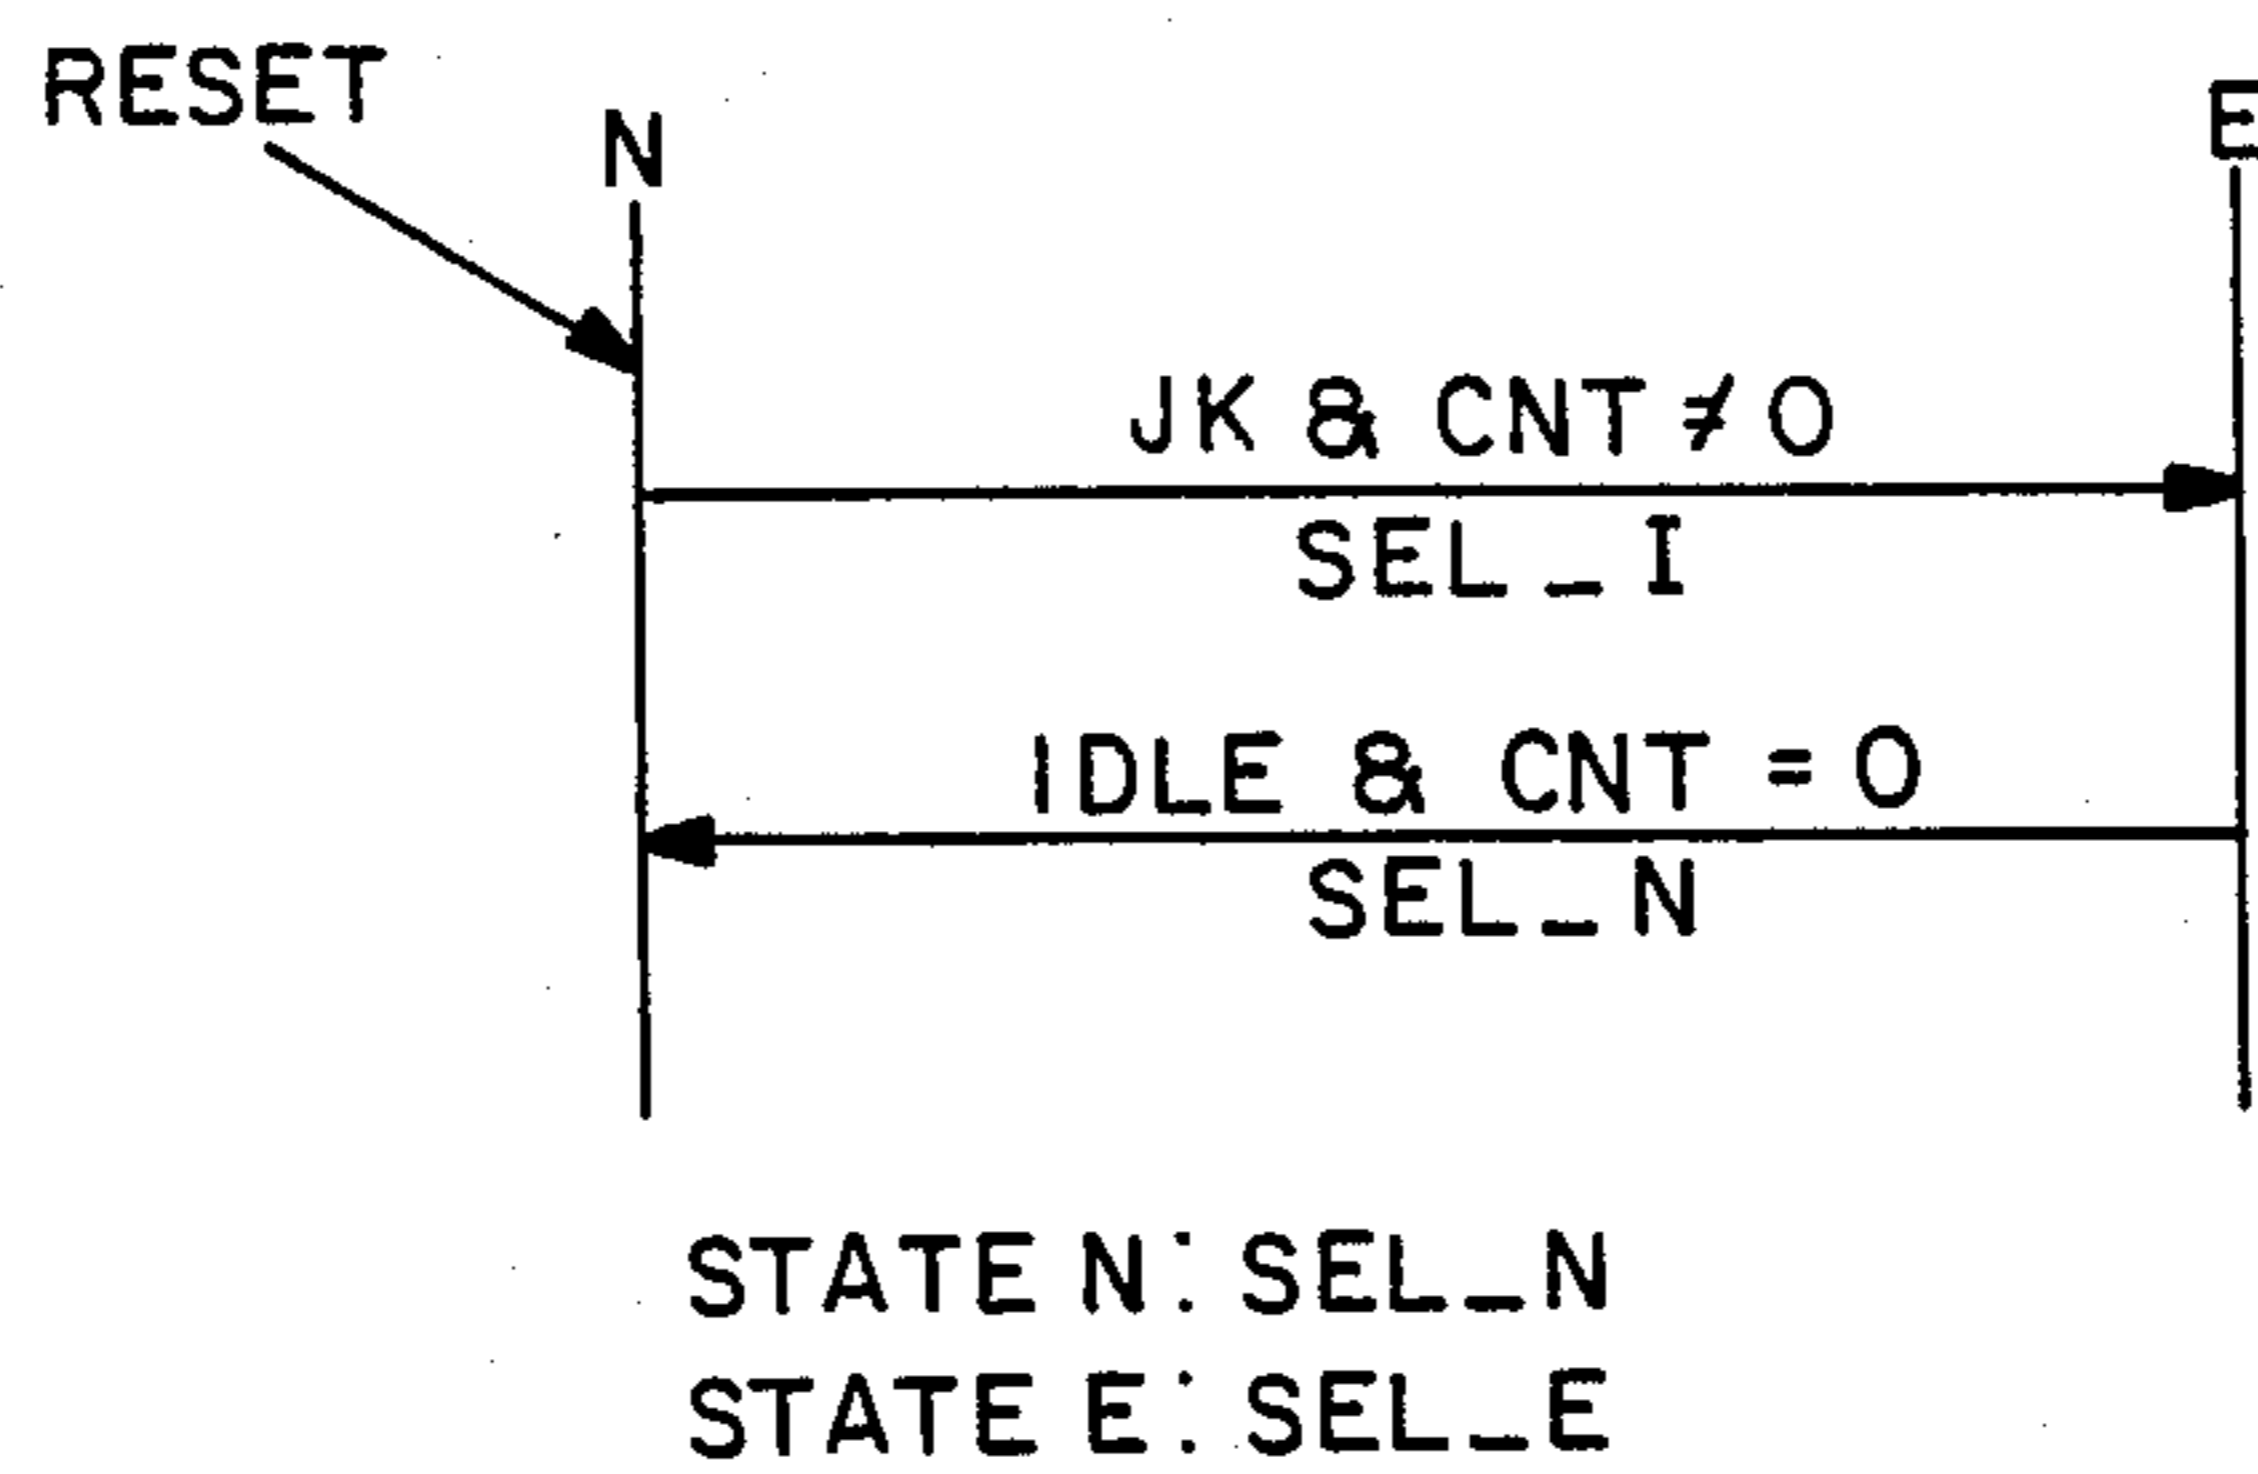 RESET
N
E
JK & CNT ≠ 0
SEL_I
IDLE & CNT = 0
SEL_N
STATE N: SEL_N
STATE E: SEL_E